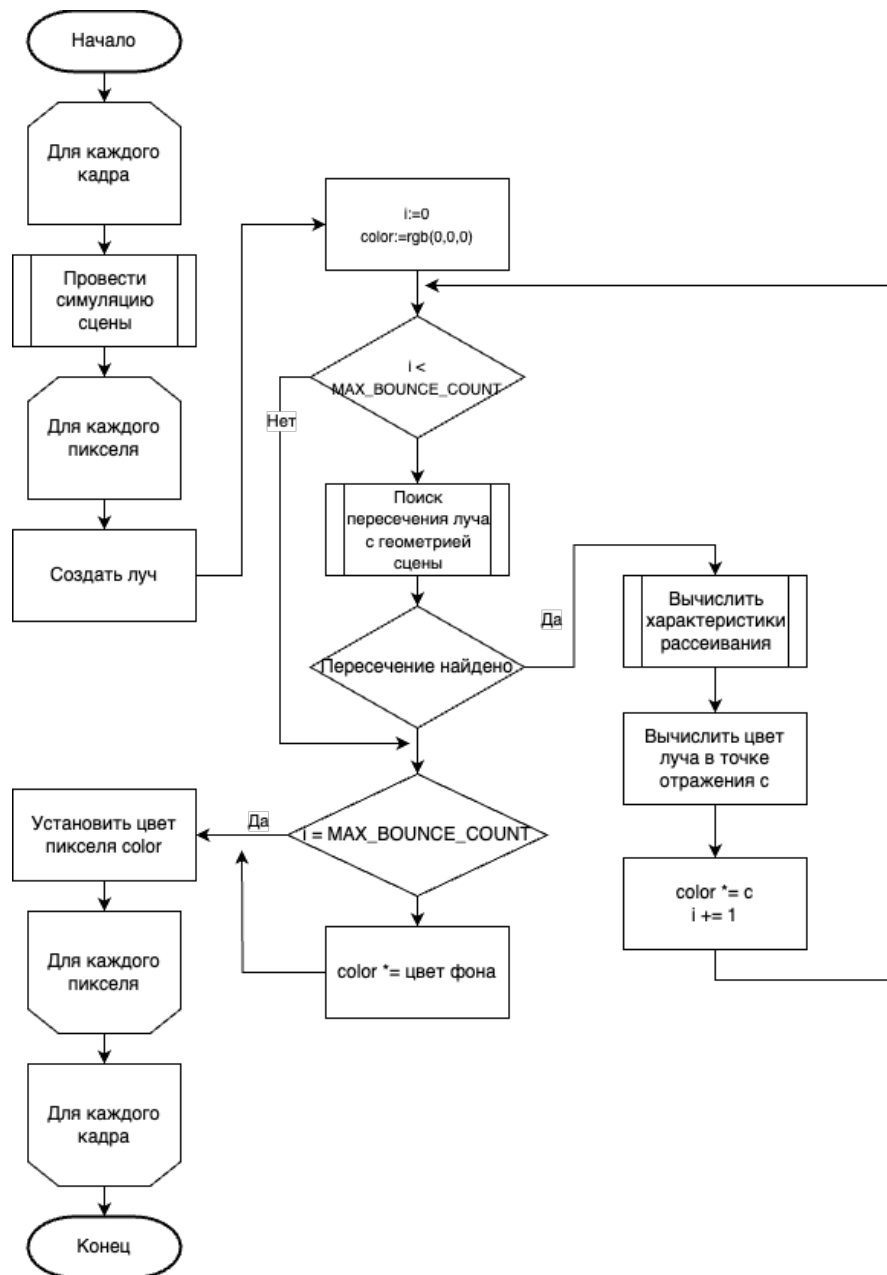 Начало
Для каждого
кадра
Провести
симуляцию
сцены
Для каждого
пикселя
Создать луч
i:=0
color:=rgb(0,0,0)
i <
MAX_BOUNCE_COUNT
Нет
Поиск
пересечения луча
с геометрией
сцены
Пересечение найдено
Да
Вычислить
характеристики
рассеивания
Вычислить цвет
луча в точке
отражения c
color *= c
i += 1
i = MAX_BOUNCE_COUNT
Да
color *= цвет фона
Установить цвет
пикселя color
Для каждого
пикселя
Для каждого
кадра
Конец